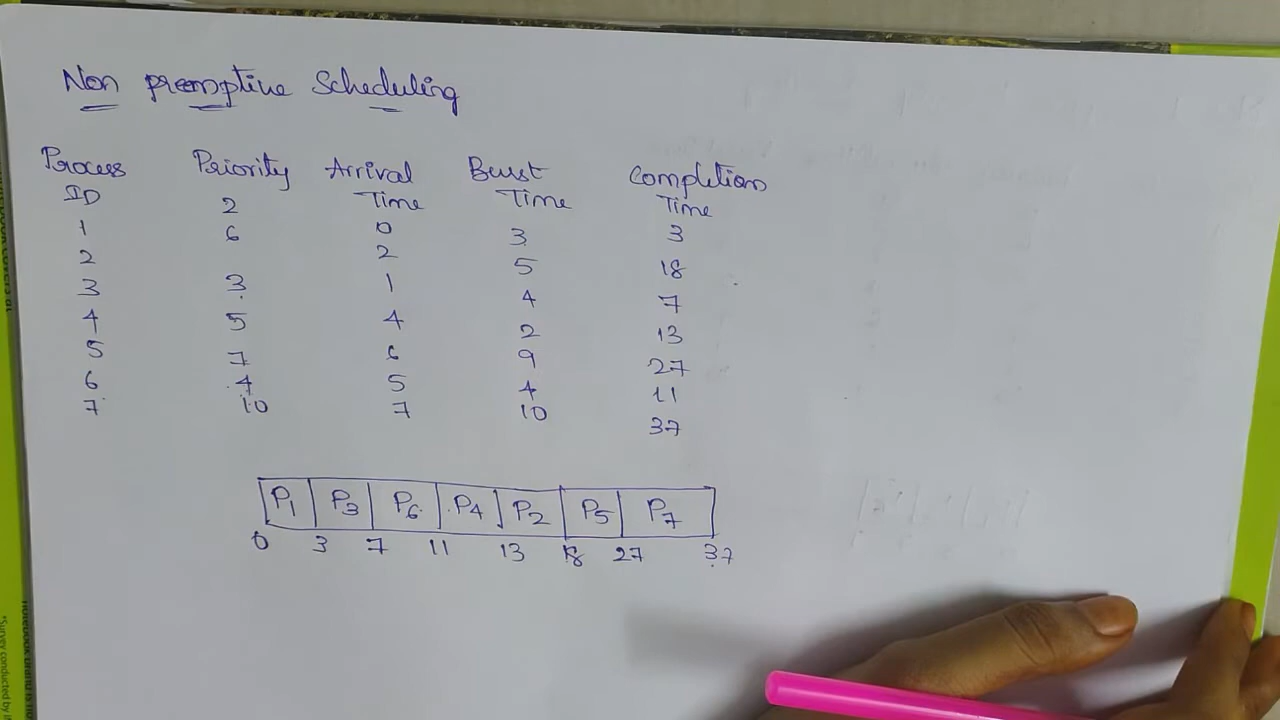 Non premptive Scheduling
Process Priority Arrival Burst Completion
ID 2 Time Time Time
1 6 0 3 3
2 2 5 18
3 3 1 4 7
4 5 4 2 13
5 7 6 9 27
6 4 5 4 11
7 10 7 10 37
P1 P3 P6 P4 P2 P5 P7
0 3 7 11 13 18 27 37